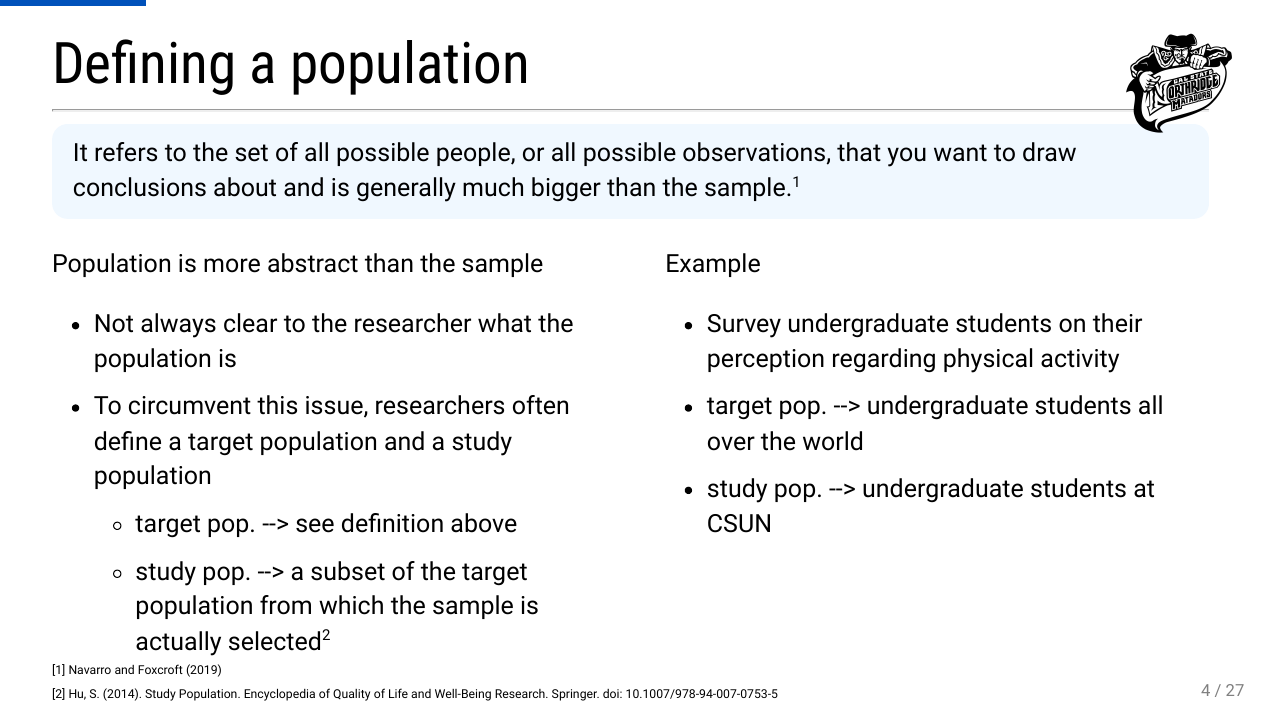 Defining a population
CAL STATE
NORTHRIDGE
MATADORS
It refers to the set of all possible people, or all possible observations, that you want to draw
conclusions about and is generally much bigger than the sample.1
Population is more abstract than the sample
• Not always clear to the researcher what the
population is
• To circumvent this issue, researchers often
define a target population and a study
population
◦ target pop. --> see definition above
◦ study pop. --> a subset of the target
population from which the sample is
actually selected2
Example
• Survey undergraduate students on their
perception regarding physical activity
• target pop. --> undergraduate students all
over the world
• study pop. --> undergraduate students at
CSUN
[1] Navarro and Foxcroft (2019)
[2] Hu, S. (2014). Study Population. Encyclopedia of Quality of Life and Well-Being Research. Springer. doi: 10.1007/978-94-007-0753-5
4 / 27